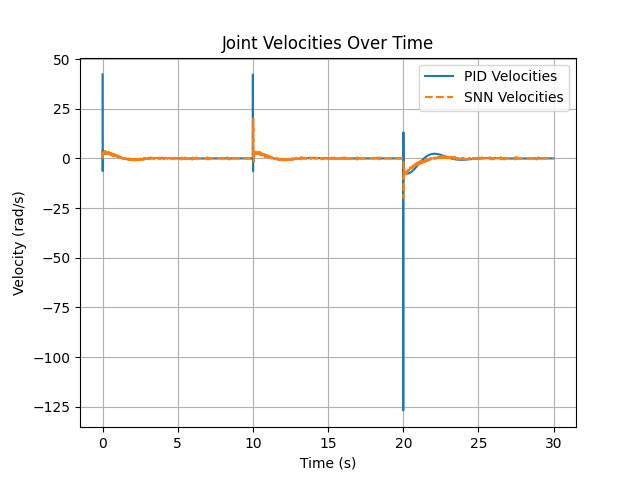 Joint Velocities Over Time
PID Velocities
SNN Velocities
50
25
0
−25
−50
−75
−100
−125
Velocity (rad/s)
0 5 10 15 20 25 30
Time (s)